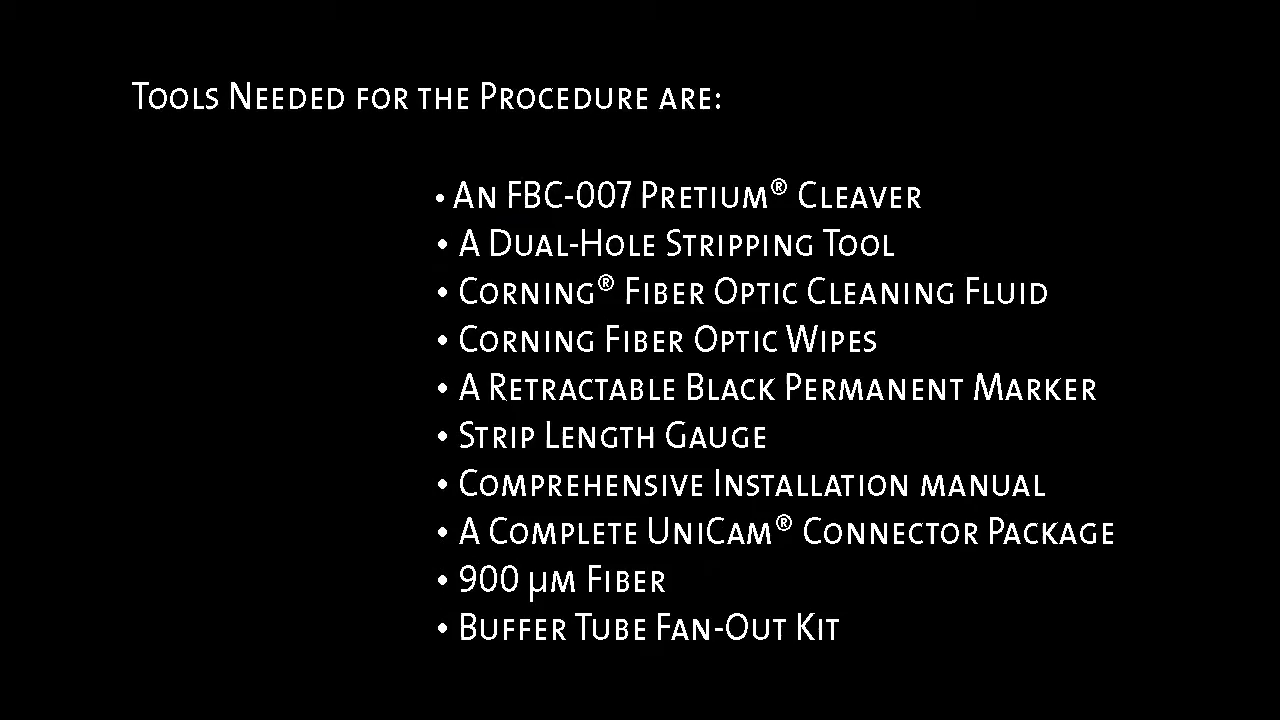 Tools Needed for the Procedure are:
• An FBC-007 Pretium® Cleaver
• A Dual-Hole Stripping Tool
• Corning® Fiber Optic Cleaning Fluid
• Corning Fiber Optic Wipes
• A Retractable Black Permanent Marker
• Strip Length Gauge
• Comprehensive Installation manual
• A Complete UniCam® Connector Package
• 900 µm Fiber
• Buffer Tube Fan-Out Kit